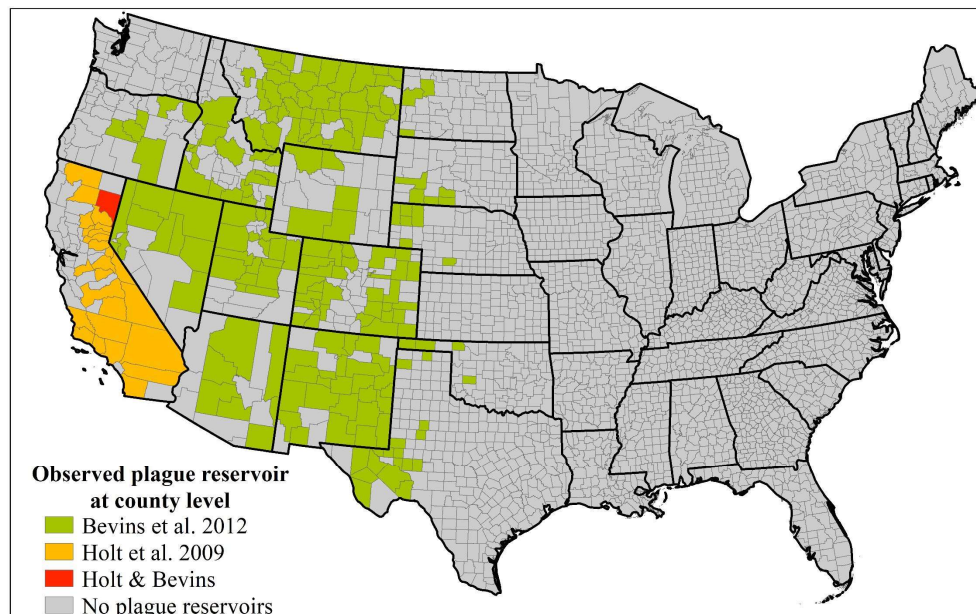 Observed plague reservoir
at county level
Bevins et al. 2012
Holt et al. 2009
Holt & Bevins
No plague reservoirs